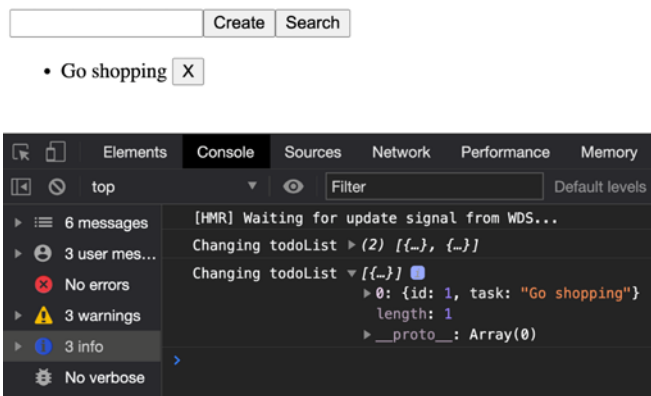 Create Search
• Go shopping X
Elements Console Sources Network Performance Memory
top Filter Default levels
6 messages
3 user mes...
No errors
3 warnings
3 info
No verbose
[HMR] Waiting for update signal from WDS...
Changing todoList ▶ (2) [{…}, {…}]
Changing todoList ▼ [{…}] i
▶ 0: {id: 1, task: "Go shopping"}
length: 1
▶ __proto__: Array(0)
>